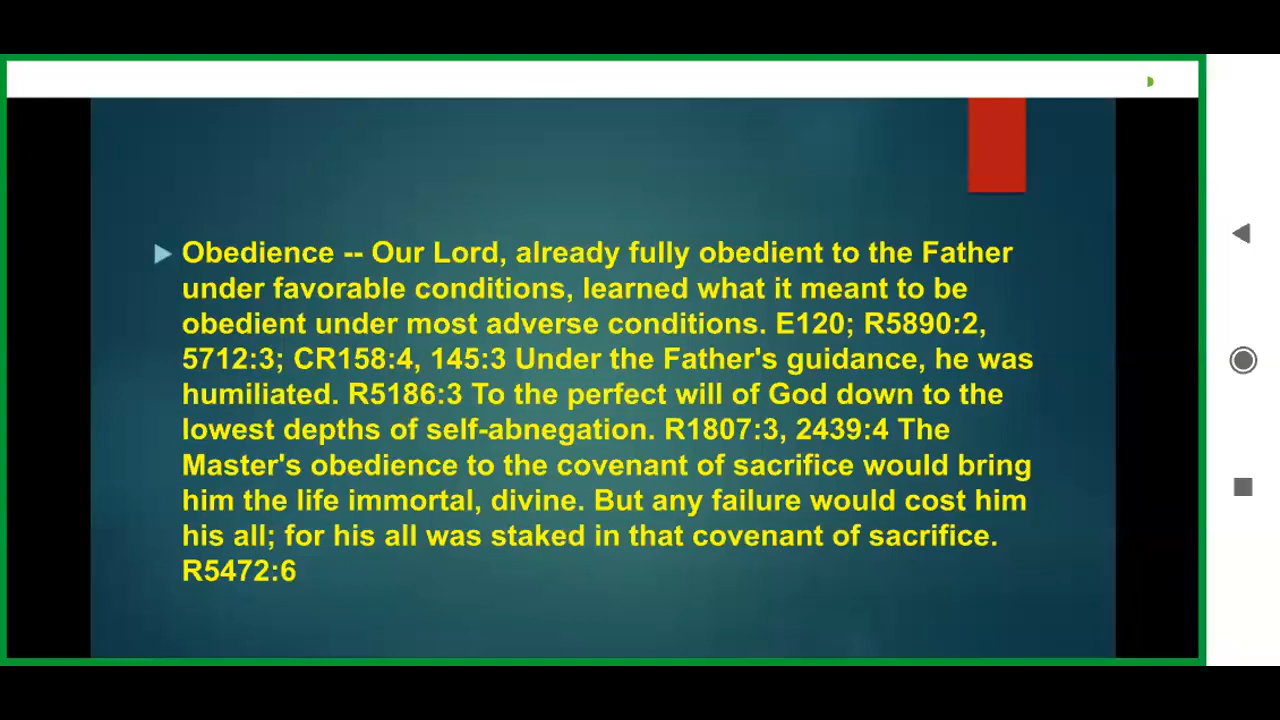 Obedience -- Our Lord, already fully obedient to the Father
under favorable conditions, learned what it meant to be
obedient under most adverse conditions. E120; R5890:2,
5712:3; CR158:4, 145:3 Under the Father's guidance, he was
humiliated. R5186:3 To the perfect will of God down to the
lowest depths of self-abnegation. R1807:3, 2439:4 The
Master's obedience to the covenant of sacrifice would bring
him the life immortal, divine. But any failure would cost him
his all; for his all was staked in that covenant of sacrifice.
R5472:6